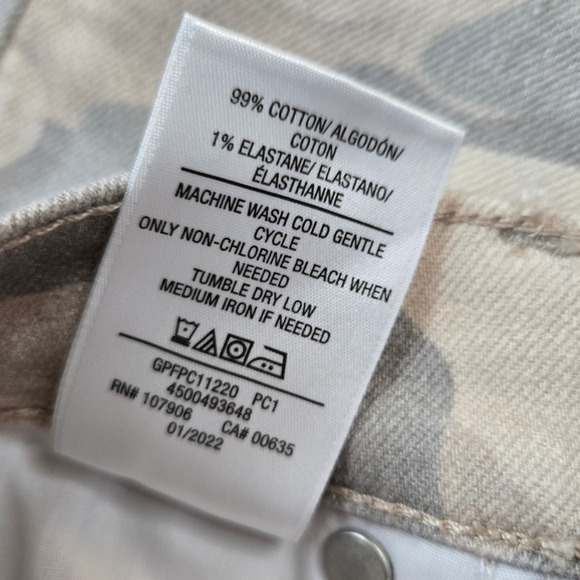 99% COTTON/ ALGODÓN/
COTON
1% ELASTANE/ ELASTANO/
ÉLASTHANNE
MACHINE WASH COLD GENTLE
CYCLE
ONLY NON-CHLORINE BLEACH WHEN
NEEDED
TUMBLE DRY LOW
MEDIUM IRON IF NEEDED
GPFPC11220 PC1
4500493648
RN# 107906 CA# 00635
01/2022